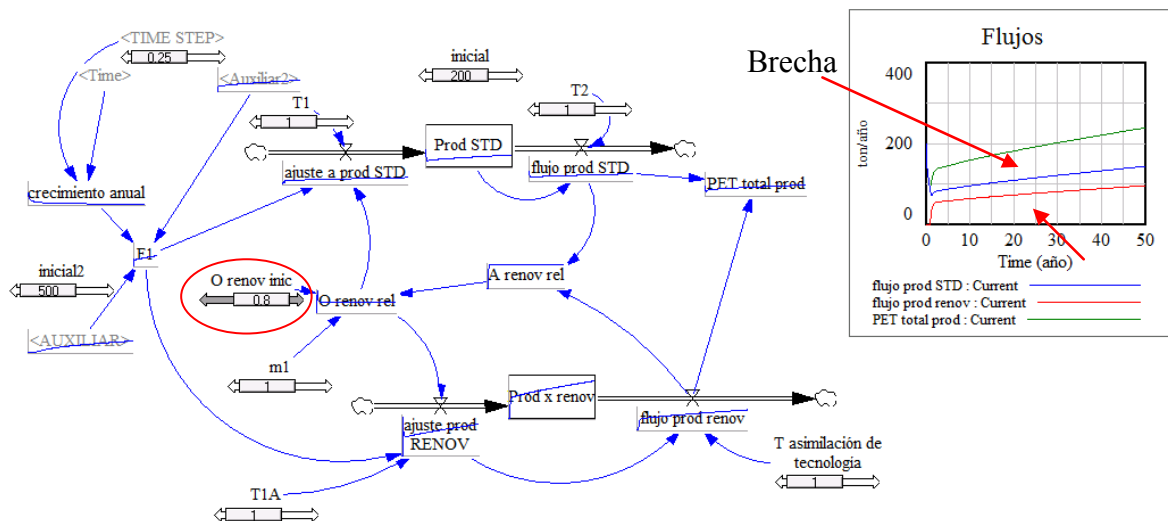 <TIME STEP>
0.25
<Time>
<Auxiliar2>
inicial
200
T1
1
T2
1
Prod STD
ajuste a prod STD
flujo prod STD
PET total prod
crecimiento anual
F1
inicial2
500
O renov inic
0.8
O renov rel
A renov rel
<AUXILIAR>
m1
1
Prod x renov
ajuste prod
RENOV
flujo prod renov
T asimilación de
tecnologia
1
T1A
1
Flujos
Brecha
400
200
0
ton/año
0 10 20 30 40 50
Time (año)
flujo prod STD : Current
flujo prod renov : Current
PET total prod : Current